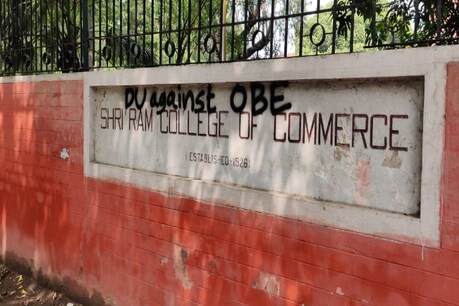 DU against OBE
SHRI RAM COLLEGE OF COMMERCE
(ESTABLISHED-1926)